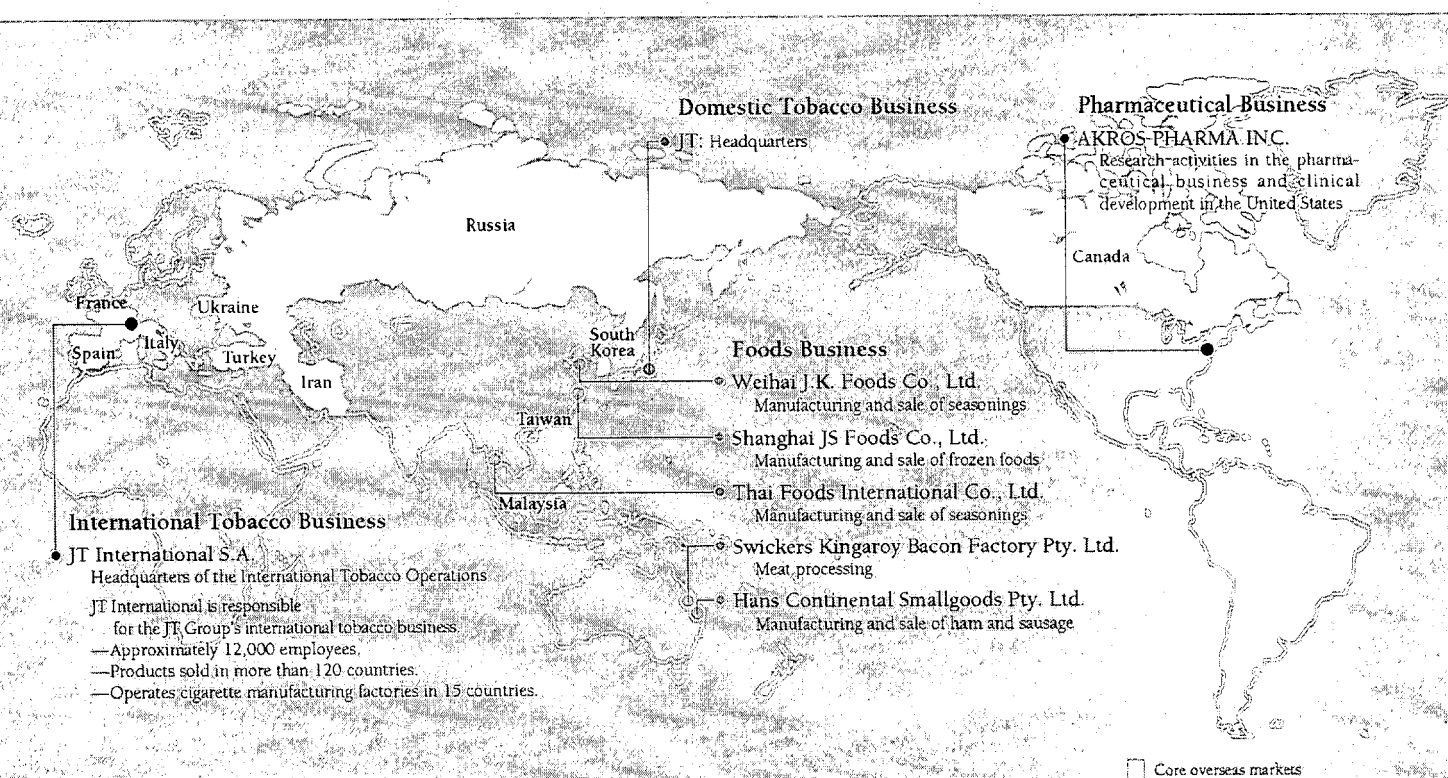 Domestic Tobacco Business
JT: Headquarters
Pharmaceutical Business
AKROS PHARMA INC.
Research activities in the pharma-
ceutical business and clinical
development in the United States
Russia
Canada
France
Ukraine
Spain
Italy
Turkey
Iran
South
Korea
Taiwan
Malaysia
Foods Business
Weihai J.K. Foods Co., Ltd.
Manufacturing and sale of seasonings
Shanghai JS Foods Co., Ltd.
Manufacturing and sale of frozen foods
Thai Foods International Co., Ltd.
Manufacturing and sale of seasonings
Swickers Kingaroy Bacon Factory Pty. Ltd.
Meat processing
Hans Continental Smallgoods Pty. Ltd.
Manufacturing and sale of ham and sausage
International Tobacco Business
JT International S.A.
Headquarters of the International Tobacco Operations
JT International is responsible
for the JT Group's international tobacco business.
—Approximately 12,000 employees.
—Products sold in more than 120 countries.
—Operates cigarette manufacturing factories in 15 countries.
Core overseas markets